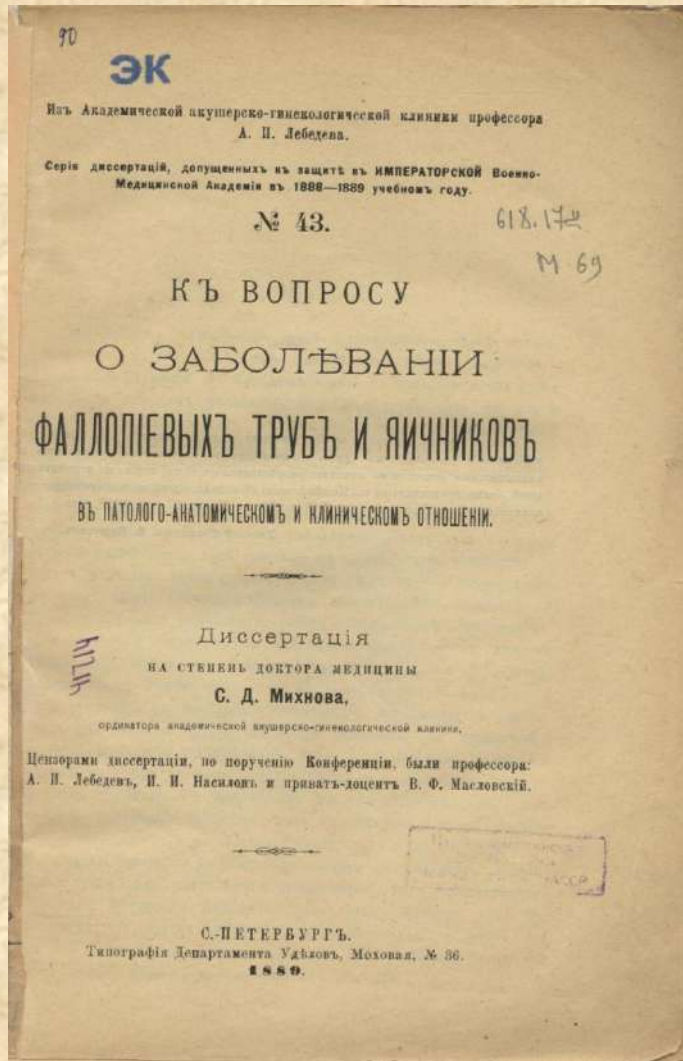 90
ЭК
Изъ Академической акушерско-гинекологической клиники профессора
А. И. Лебедева.
Серія диссертацій, допущенныхъ къ защитѣ въ ИМПЕРАТОРСКОЙ Военно-
Медицинской Академіи въ 1888—1889 учебномъ году.
№ 43.
618.17
М 69
КЪ ВОПРОСУ
О ЗАБОЛѢВАНІИ
ФАЛЛОПІЕВЫХЪ ТРУБЪ И ЯИЧНИКОВЪ
ВЪ ПАТОЛОГО-АНАТОМИЧЕСКОМЪ И КЛИНИЧЕСКОМЪ ОТНОШЕНІИ.
Диссертація
НА СТЕПЕНЬ ДОКТОРА МЕДИЦИНЫ
С. Д. Михнова,
ординатора академической акушерско-гинекологической клиники.
Цензорами диссертаціи, по порученію Конференціи, были профессора:
А. И. Лебедевъ, И. И. Насиловъ и приватъ-доцентъ В. Ф. Масловскій.
С.-ПЕТЕРБУРГЪ.
Типографія Департамента Удѣловъ, Моховая, № 36.
1889.